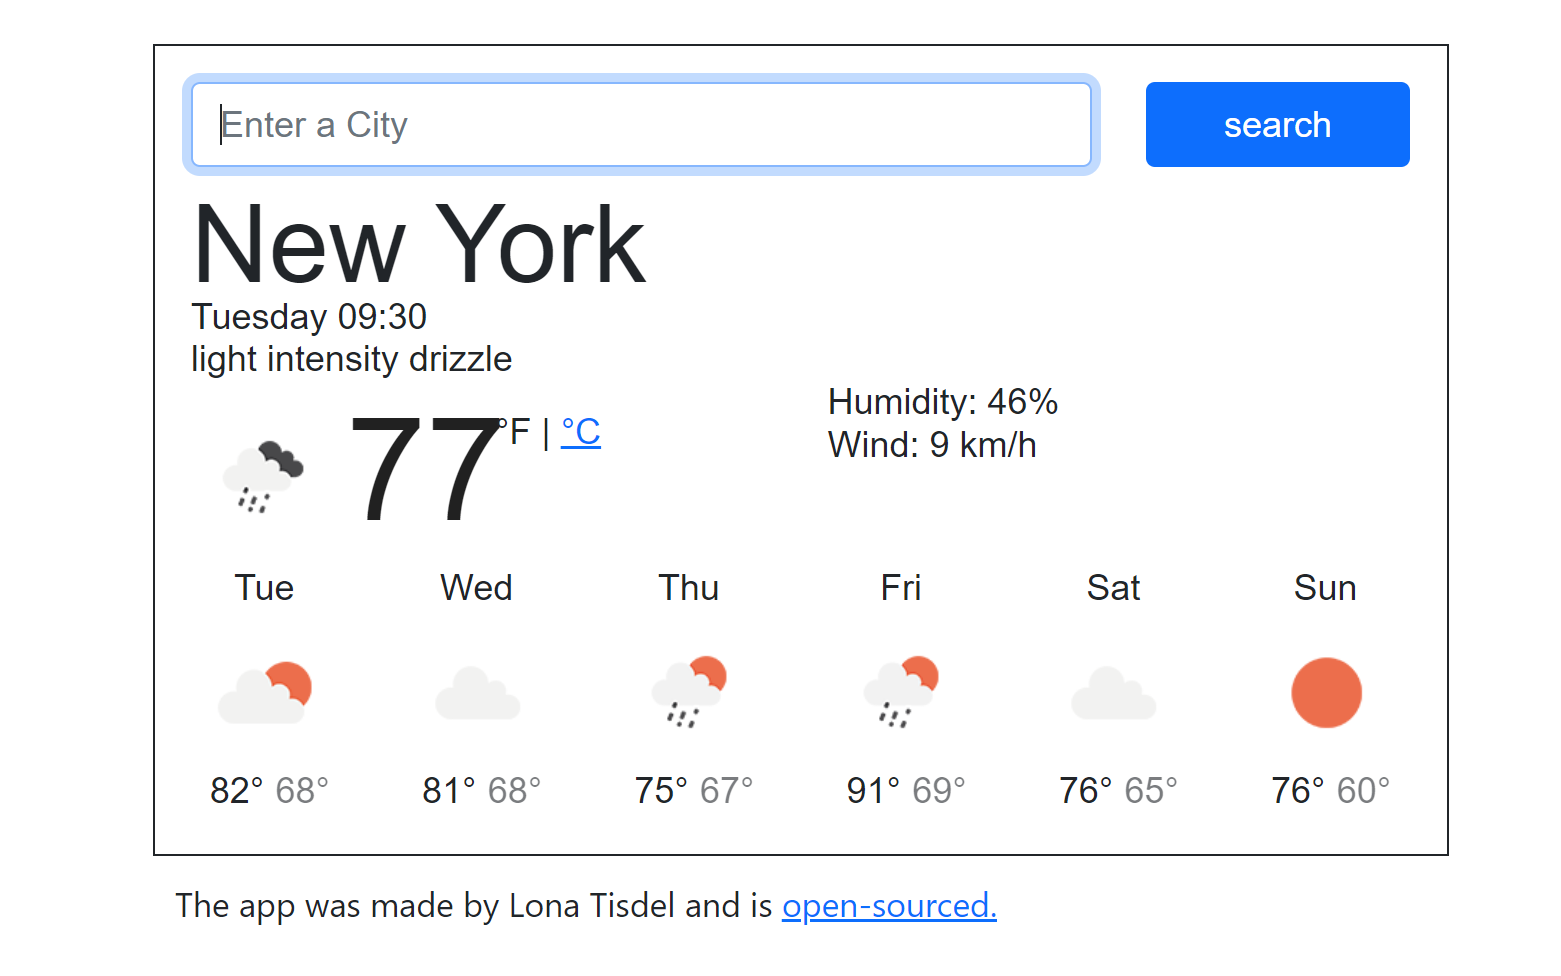 Enter a City
search
New York
Tuesday 09:30
light intensity drizzle
77°F | °C
Humidity: 46%
Wind: 9 km/h
Tue Wed Thu Fri Sat Sun
82° 68° 81° 68° 75° 67° 91° 69° 76° 65° 76° 60°
The app was made by Lona Tisdel and is open-sourced.